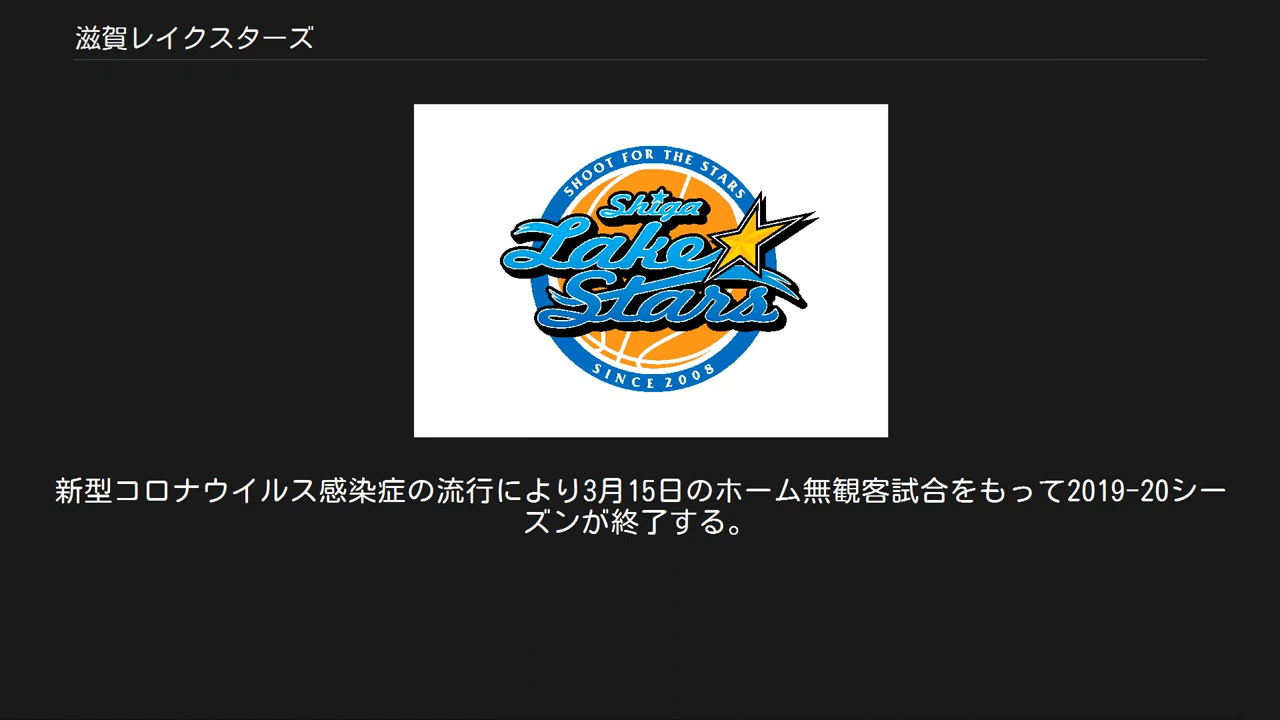 滋賀レイクスターズ
SHOOT FOR THE STARS
Shiga
Lake
Stars
SINCE 2008
新型コロナウイルス感染症の流行により3月15日のホーム無観客試合をもって2019-20シー
ズンが終了する。